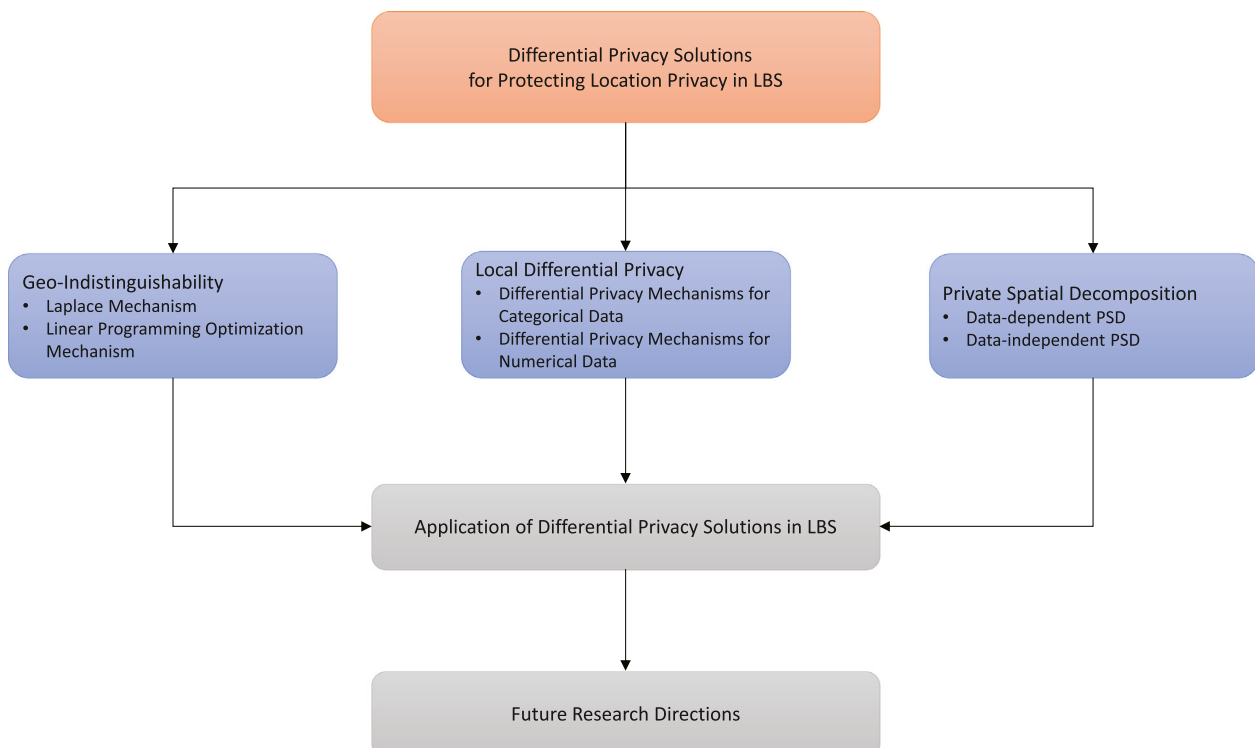 Differential Privacy Solutions
for Protecting Location Privacy in LBS
Geo-Indistinguishability
• Laplace Mechanism
• Linear Programming Optimization
Mechanism
Local Differential Privacy
• Differential Privacy Mechanisms for
Categorical Data
• Differential Privacy Mechanisms for
Numerical Data
Private Spatial Decomposition
• Data-dependent PSD
• Data-independent PSD
Application of Differential Privacy Solutions in LBS
Future Research Directions